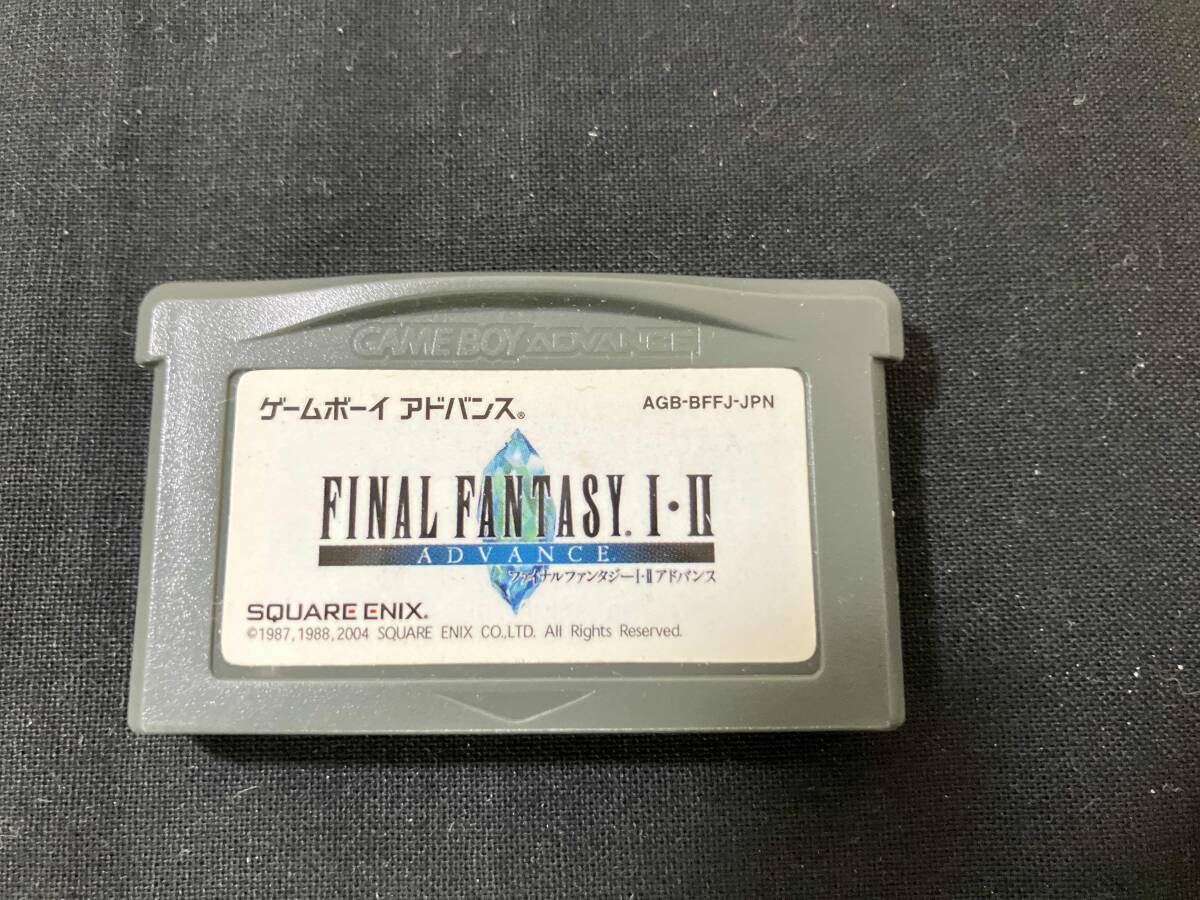 GAME BOY ADVANCE
ゲームボーイ アドバンス®
AGB-BFFJ-JPN
FINAL FANTASY® I・II
ADVANCE
ファイナルファンタジーI・II アドバンス
SQUARE ENIX®
©1987, 1988, 2004 SQUARE ENIX CO.,LTD. All Rights Reserved.